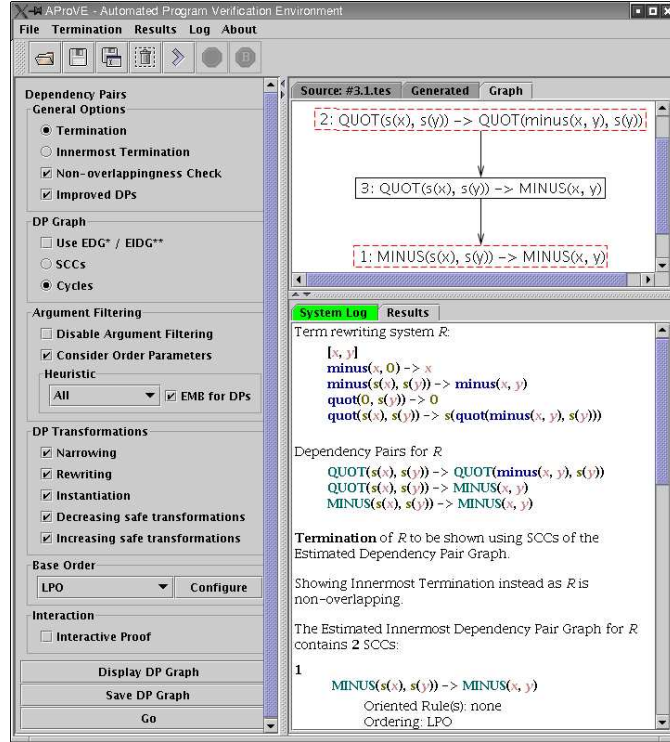 AProVE - Automated Program Verification Environment
File Termination Results Log About
Dependency Pairs
General Options
Termination
Innermost Termination
Non-overlappingness Check
Improved DPs
DP Graph
Use EDG* / EIDG**
SCCs
Cycles
Argument Filtering
Disable Argument Filtering
Consider Order Parameters
Heuristic
All
EMB for DPs
DP Transformations
Narrowing
Rewriting
Instantiation
Decreasing safe transformations
Increasing safe transformations
Base Order
LPO
Configure
Interaction
Interactive Proof
Display DP Graph
Save DP Graph
Go
Source: #3.1.tes Generated Graph
2: QUOT(s(x), s(y)) -> QUOT(minus(x, y), s(y))
3: QUOT(s(x), s(y)) -> MINUS(x, y)
1: MINUS(s(x), s(y)) -> MINUS(x, y)
System Log Results
Term rewriting system R:
[x, y]
minus(x, 0) -> x
minus(s(x), s(y)) -> minus(x, y)
quot(0, s(y)) -> 0
quot(s(x), s(y)) -> s(quot(minus(x, y), s(y)))
Dependency Pairs for R
QUOT(s(x), s(y)) -> QUOT(minus(x, y), s(y))
QUOT(s(x), s(y)) -> MINUS(x, y)
MINUS(s(x), s(y)) -> MINUS(x, y)
Termination of R to be shown using SCCs of the
Estimated Dependency Pair Graph.
Showing Innermost Termination instead as R is
non-overlapping.
The Estimated Innermost Dependency Pair Graph for R
contains 2 SCCs:
1
MINUS(s(x), s(y)) -> MINUS(x, y)
Oriented Rule(s): none
Ordering: LPO